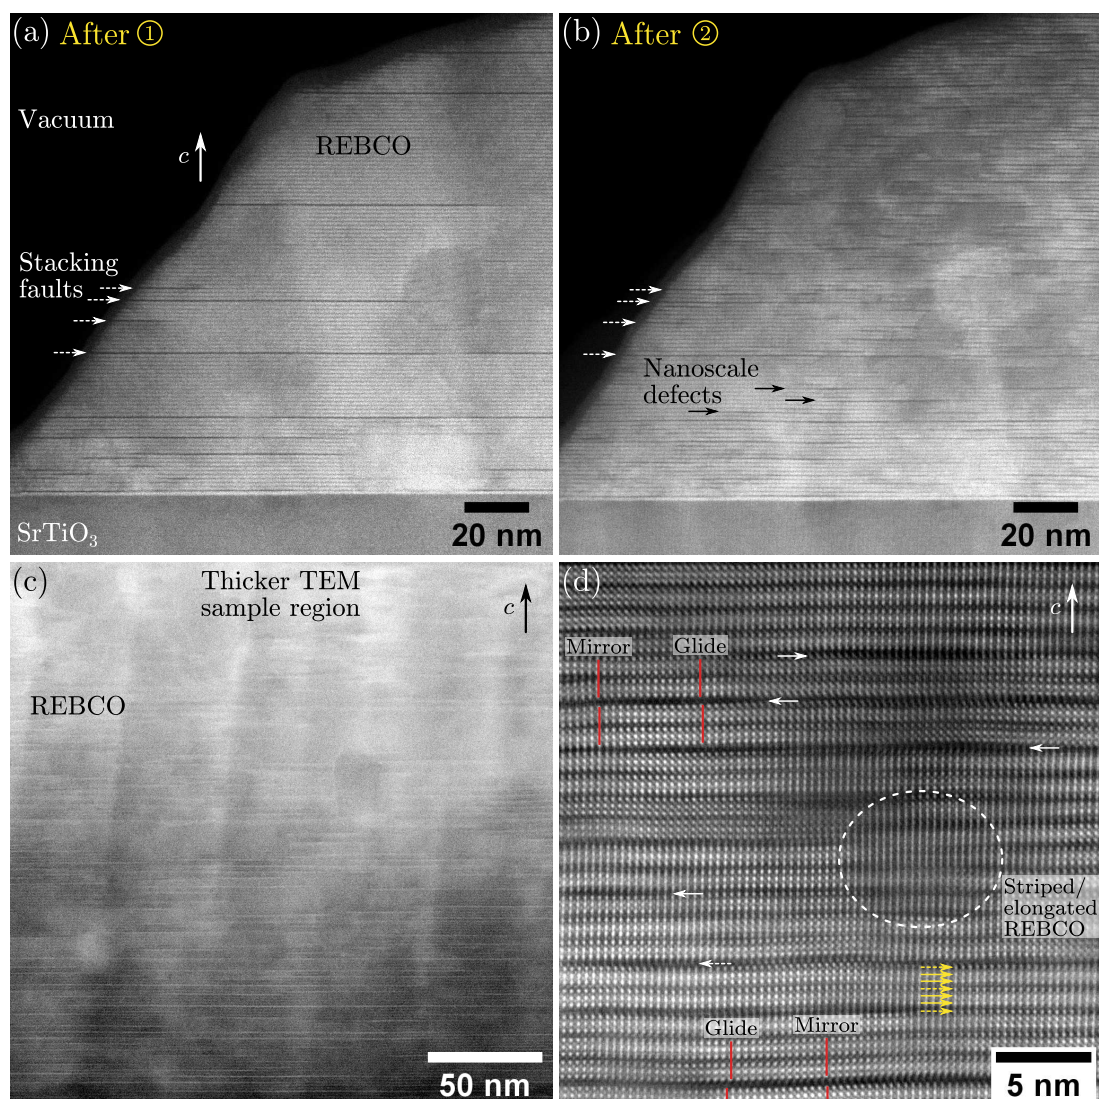 (a) After ①
Vacuum
c
REBCO
Stacking
faults
SrTiO₃
20 nm
(b) After ②
Nanoscale
defects
20 nm
(c)
Thicker TEM
sample region
c
REBCO
50 nm
(d)
c
Mirror
Glide
Striped/
elongated
REBCO
Glide
Mirror
5 nm